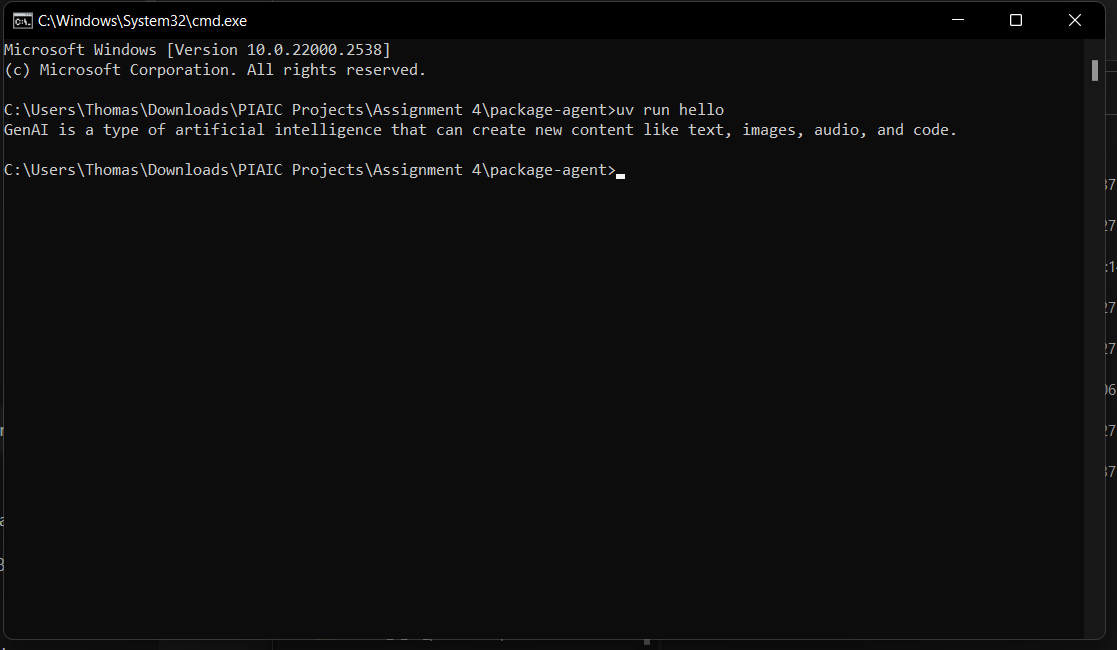 C:\Windows\System32\cmd.exe
Microsoft Windows [Version 10.0.22000.2538]
(c) Microsoft Corporation. All rights reserved.
C:\Users\Thomas\Downloads\PIAIC Projects\Assignment 4\package-agent>uv run hello
GenAI is a type of artificial intelligence that can create new content like text, images, audio, and code.
C:\Users\Thomas\Downloads\PIAIC Projects\Assignment 4\package-agent>